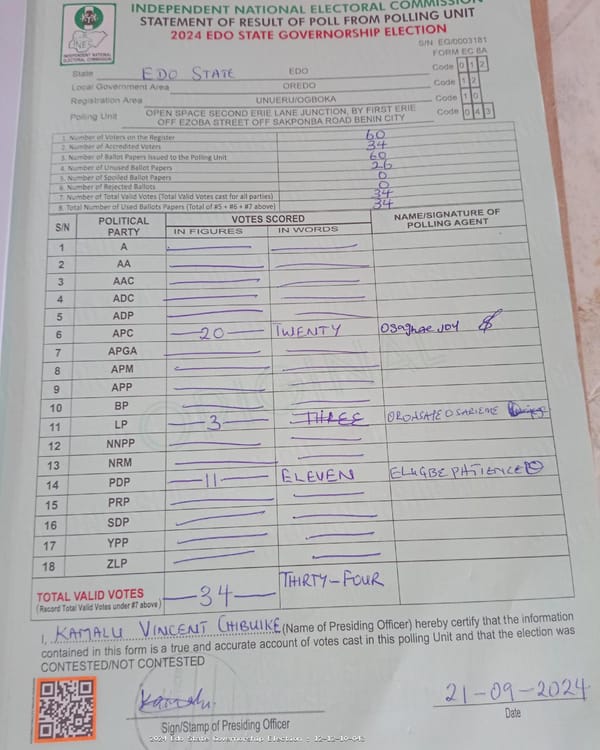 INDEPENDENT NATIONAL ELECTORAL COMMISSION
STATEMENT OF RESULT OF POLL FROM POLLING UNIT
2024 EDO STATE GOVERNORSHIP ELECTION
S/N: EG/0003181
FORM EC 8A
INEC
INDEPENDENT NATIONAL ELECTORAL COMMISSION
State EDO STATE EDO Code 0 1 2
Local Government Area OREDO Code 1 2
Registration Area UNUERU/OGBOKA Code 1 0
Polling Unit OPEN SPACE SECOND ERIE LANE JUNCTION, BY FIRST ERIE OFF EZOBA STREET OFF SAKPONBA ROAD BENIN CITY Code 0 4 3
1. Number of Voters on the Register 60
2. Number of Accredited Voters 34
3. Number of Ballot Papers Issued to the Polling Unit 60
4. Number of Unused Ballot Papers 26
5. Number of Spoiled Ballot Papers 0
6. Number of Rejected Ballots 0
7. Number of Total Valid Votes (Total Valid Votes cast for all parties) 34
8. Total Number of Used Ballots Papers (Total of #5 + #6 + #7 above) 34
S/N POLITICAL PARTY VOTES SCORED NAME/SIGNATURE OF POLLING AGENT
IN FIGURES IN WORDS
1 A
2 AA
3 AAC
4 ADC
5 ADP
6 APC 20 TWENTY Osaghae JOY
7 APGA
8 APM
9 APP
10 BP
11 LP 3 THREE
12 NNPP
13 NRM
14 PDP 11 ELEVEN ELUGBE PATIENCE
15 PRP
16 SDP
17 YPP
18 ZLP
TOTAL VALID VOTES 34 THIRTY-FOUR
(Record Total Valid Votes under #7 above)
I, KAMALU VINCENT CHIBUIKE (Name of Presiding Officer) hereby certify that the information
contained in this form is a true and accurate account of votes cast in this polling Unit and that the election was
CONTESTED/NOT CONTESTED
Kamalu 21-09-2024
Sign/Stamp of Presiding Officer Date
2024 Edo State Governorship Election - 12-12-10-043